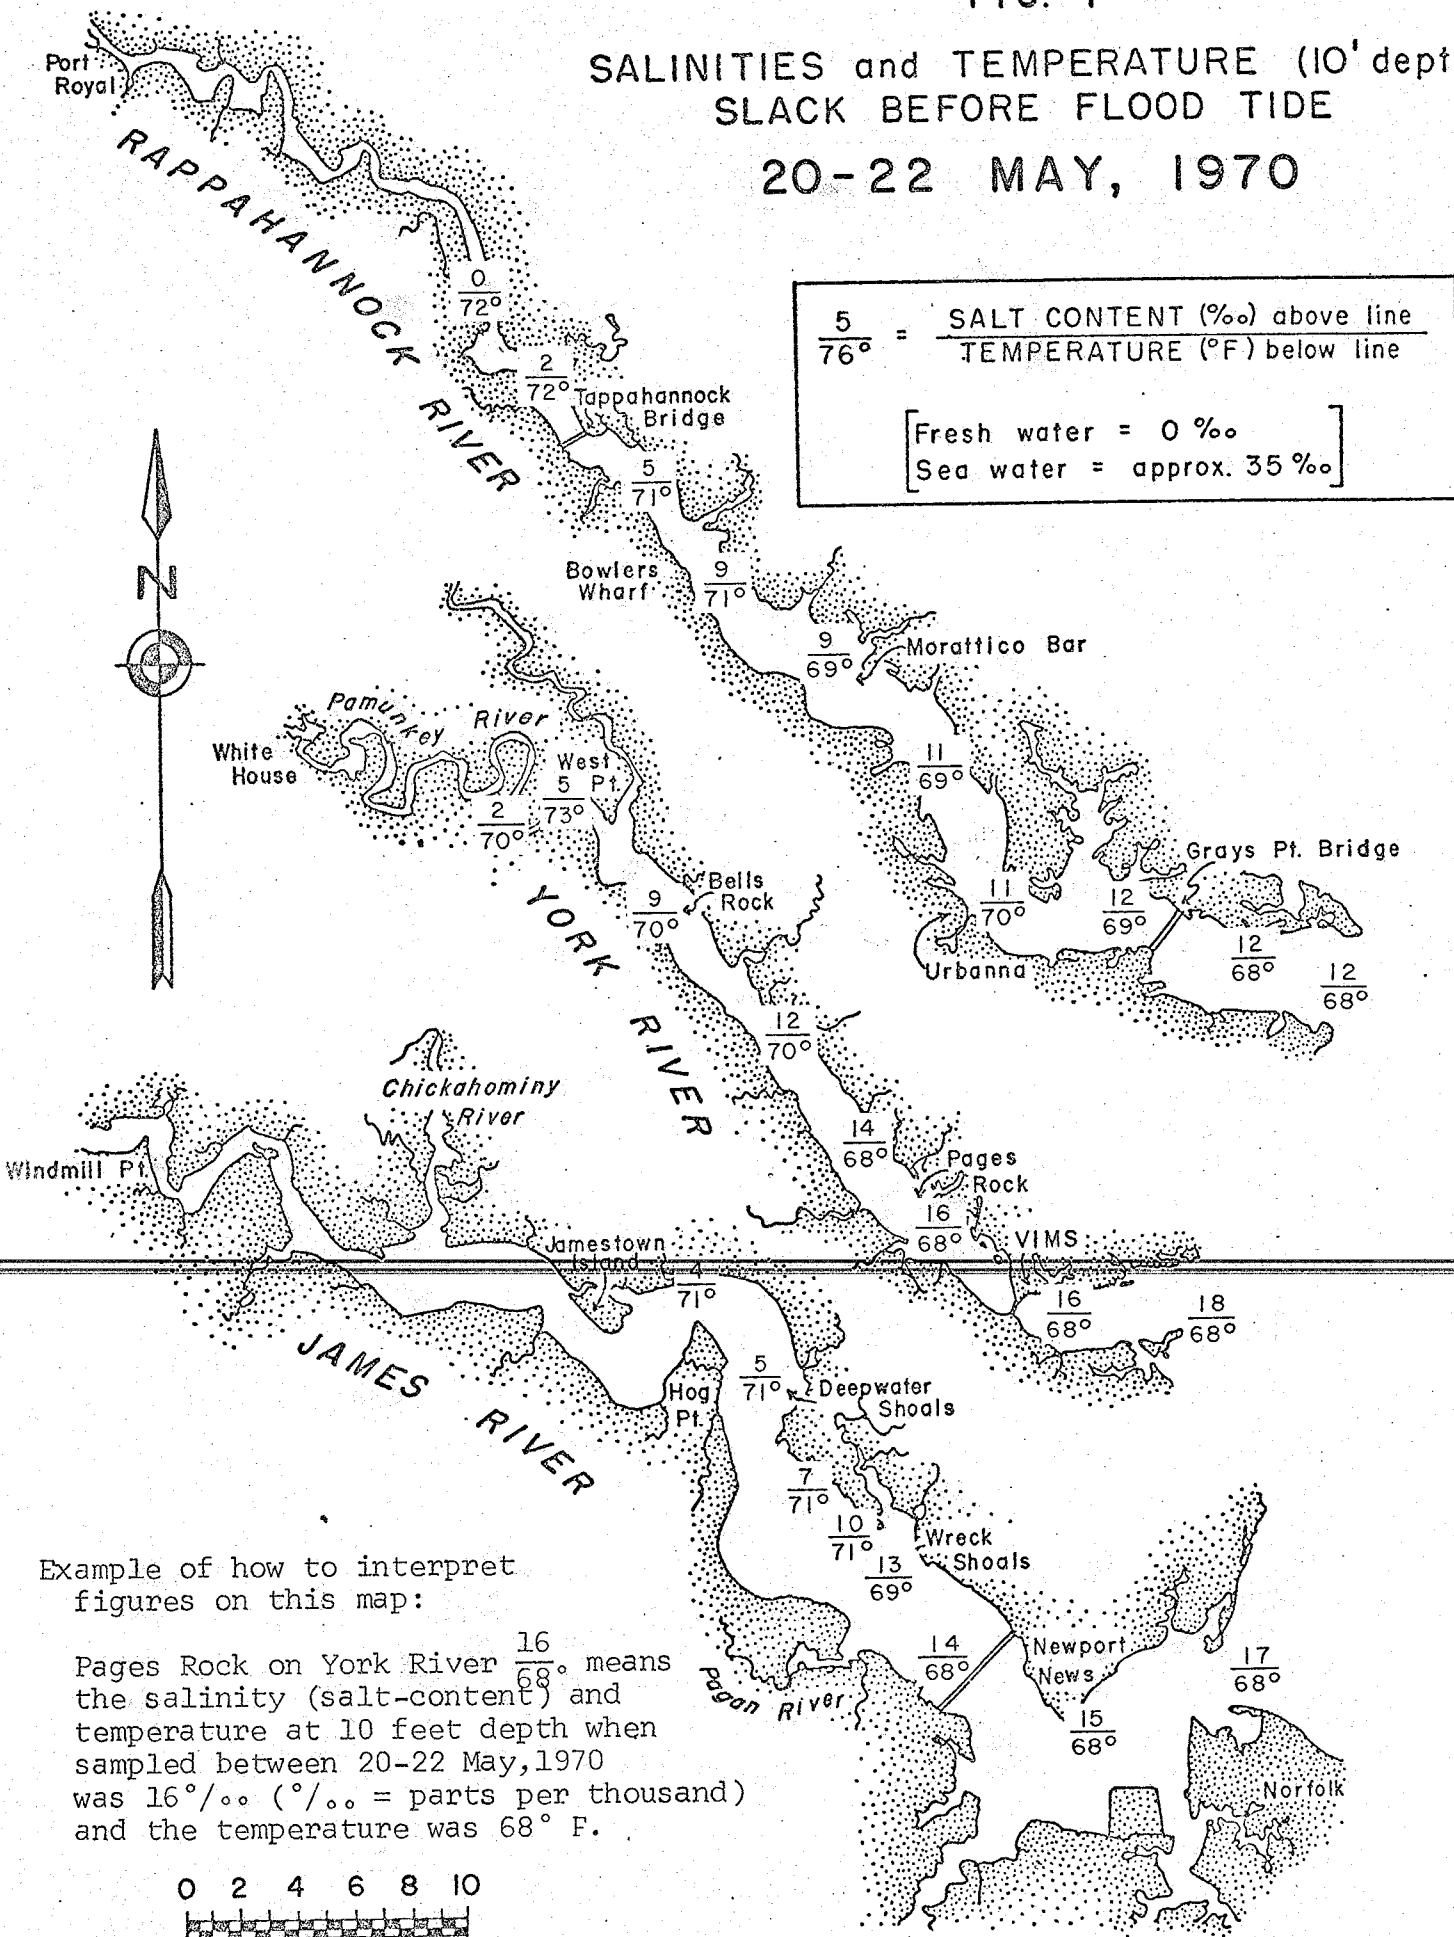 SALINITIES and TEMPERATURE (10' dept
SLACK BEFORE FLOOD TIDE
20-22 MAY, 1970
Port
Royal
RAPPAHANNOCK RIVER
0
72°
5
76°
=
SALT CONTENT (‰) above line
TEMPERATURE (°F) below line
[Fresh water = 0 ‰
Sea water = approx. 35 ‰]
2
72°
Tappahannock
Bridge
5
71°
Bowlers
Wharf
9
71°
N
9
69°
Morattico Bar
Pamunkey River
White
House
West
Pt.
5
73°
2
70°
11
69°
Grays Pt. Bridge
Bells
Rock
9
70°
11
70°
12
69°
YORK RIVER
Urbanna
12
68°
12
68°
12
70°
Chickahominy
River
14
68°
Windmill Pt.
Pages
Rock
16
68°
VIMS
Jamestown
Island
4
71°
16
68°
18
68°
JAMES RIVER
5
71°
Deepwater
Shoals
Hog
Pt.
7
71°
10
71°
Wreck
Shoals
13
69°
Example of how to interpret
figures on this map:
Pages Rock on York River 16/68° means
the salinity (salt-content) and
temperature at 10 feet depth when
sampled between 20-22 May,1970
was 16°/∘∘ (°/∘∘ = parts per thousand)
and the temperature was 68° F.
14
68°
Newport
News
17
68°
Pagan River
15
68°
Norfolk
0 2 4 6 8 10